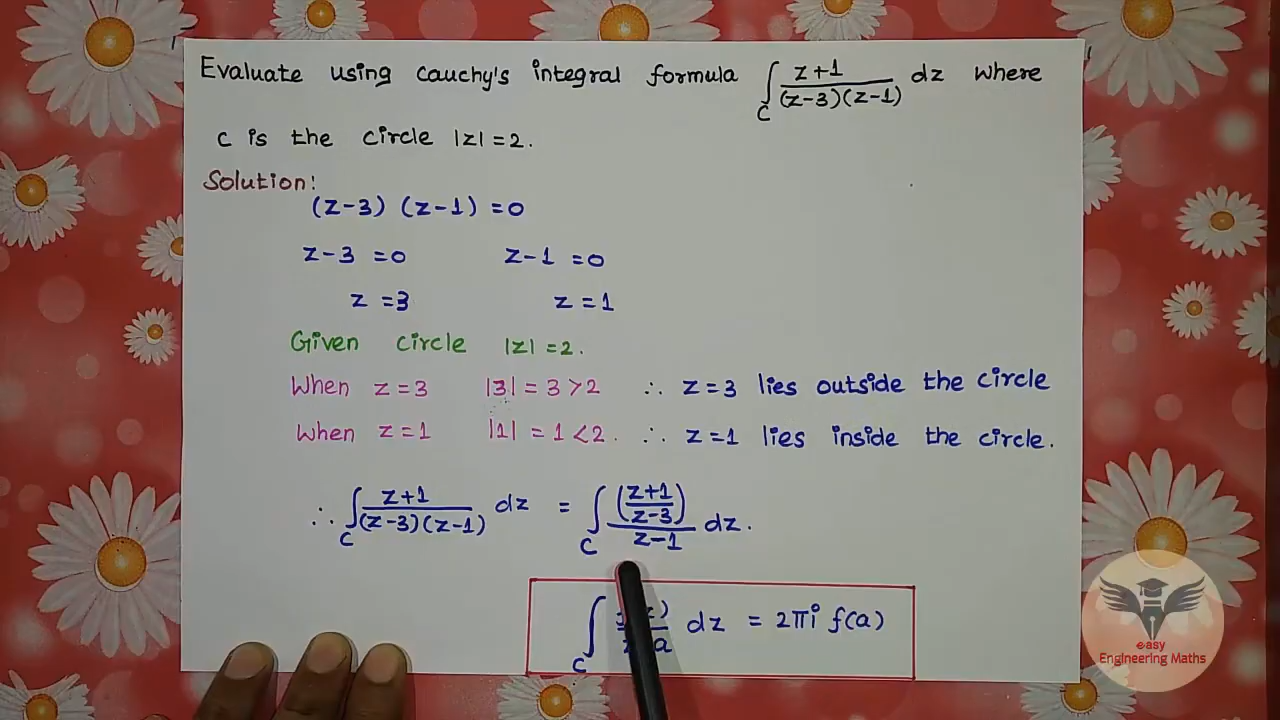 Evaluate using Cauchy's integral formula ∫_C (z+1)/((z-3)(z-1)) dz where
C is the circle |z|=2.
Solution:
(z-3) (z-1) =0
z-3 =0    z-1 =0
z =3    z =1
Given circle |z|=2.
When z=3 |3|=3>2 ∴ z=3 lies outside the circle
When z=1 |1|=1<2. ∴ z=1 lies inside the circle.
∴ ∫_C (z+1)/((z-3)(z-1)) dz = ∫_C ((z+1)/(z-3))/(z-1) dz.
∫_C dz = 2πi f(a)
easy
Engineering Maths